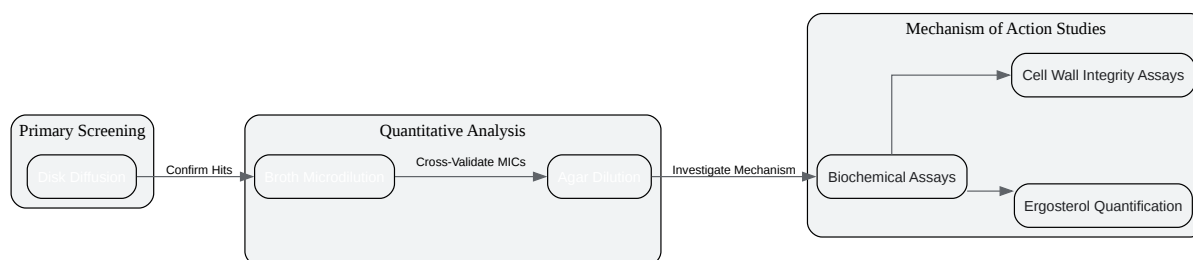 Mechanism of Action Studies
Cell Wall Integrity Assays
Primary Screening
Quantitative Analysis
Disk Diffusion
Confirm Hits
Broth Microdilution
Cross-Validate MICs
Agar Dilution
Investigate Mechanism
Biochemical Assays
Ergosterol Quantification